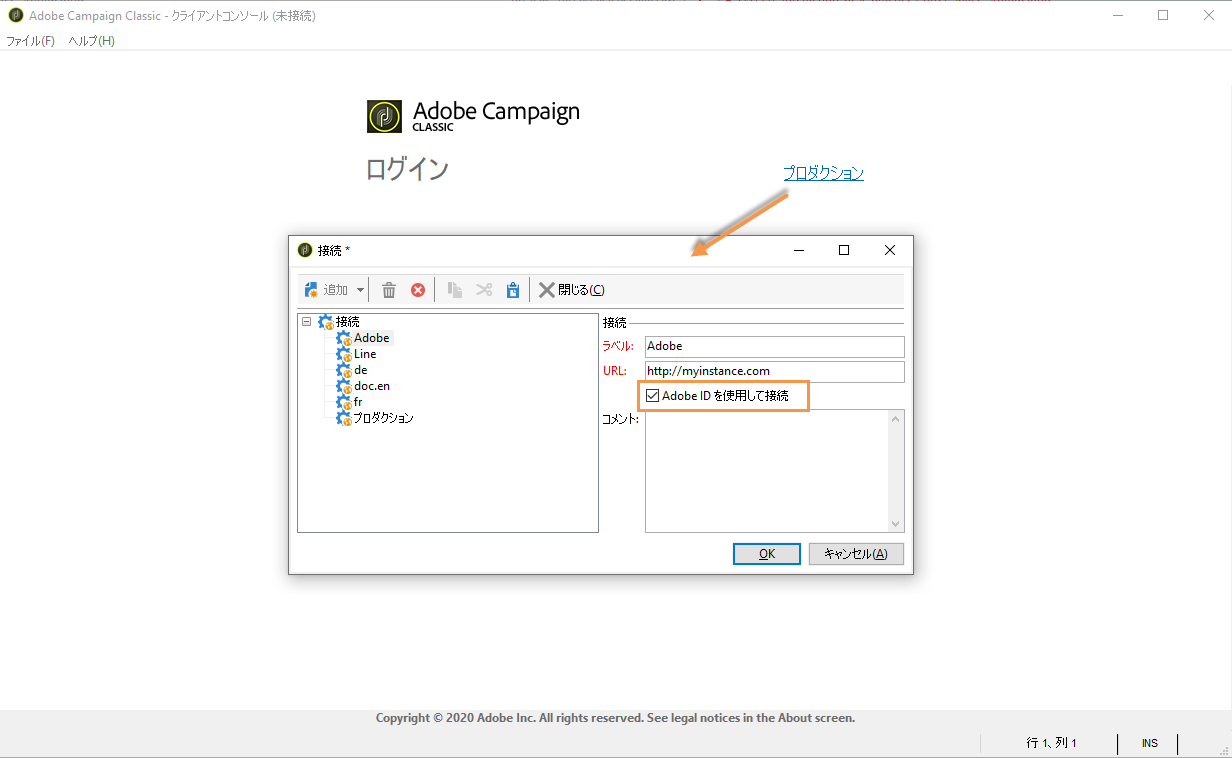 Adobe Campaign Classic - クライアントコンソール (未接続)
ファイル(F) ヘルプ(H)
Adobe Campaign
CLASSIC
ログイン
プロダクション
接続 *
追加 閉じる(C)
接続
Adobe
Line
de
doc.en
fr
プロダクション
接続
ラベル: Adobe
URL: http://myinstance.com
Adobe ID を使用して接続
コメント:
OK キャンセル(A)
Copyright © 2020 Adobe Inc. All rights reserved. See legal notices in the About screen.
行 1、列 1 INS